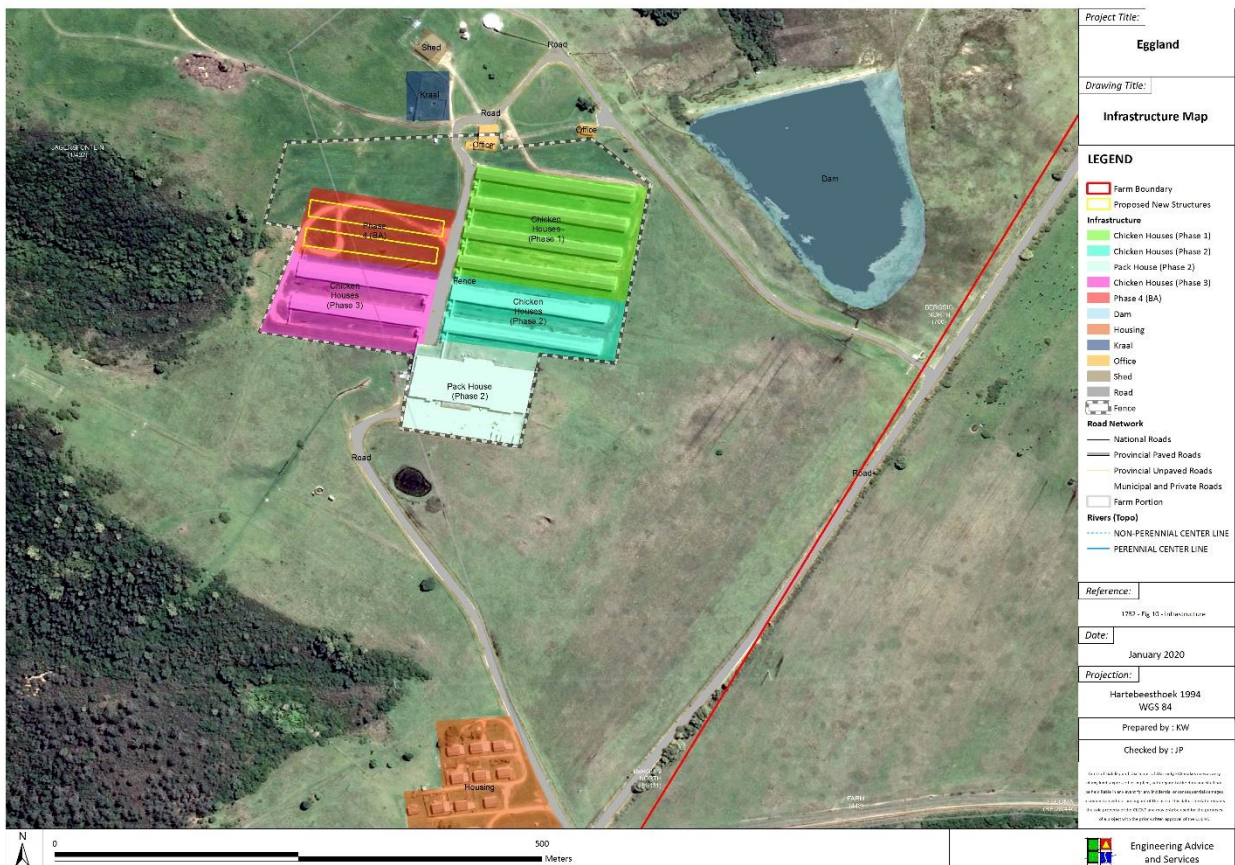 Shed
Road
Kraal
Road
Office
Office
Dam
Chicken
Houses
(Phase 1)
Phase
4 (BA)
Fence
Chicken
Houses
(Phase 3)
Chicken
Houses
(Phase 2)
Pack House
(Phase 2)
Road
Road
Housing
FARM
N
0
500
Meters
Project Title:
Eggland
Drawing Title:
Infrastructure Map
LEGEND
Farm Boundary
Proposed New Structures
Infrastructure
Chicken Houses (Phase 1)
Chicken Houses (Phase 2)
Pack House (Phase 2)
Chicken Houses (Phase 3)
Phase 4 (BA)
Dam
Housing
Kraal
Office
Shed
Road
Fence
Road Network
National Roads
Provincial Paved Roads
Provincial Unpaved Roads
Municipal and Private Roads
Farm Portion
Rivers (Topo)
NON-PERENNIAL CENTER LINE
PERENNIAL CENTER LINE
Reference:
1782 - Fig 10 - Infrastructure
Date:
January 2020
Projection:
Hartebeesthoek 1994
WGS 84
Prepared by : KW
Checked by : JP
Engineering Advice
and Services